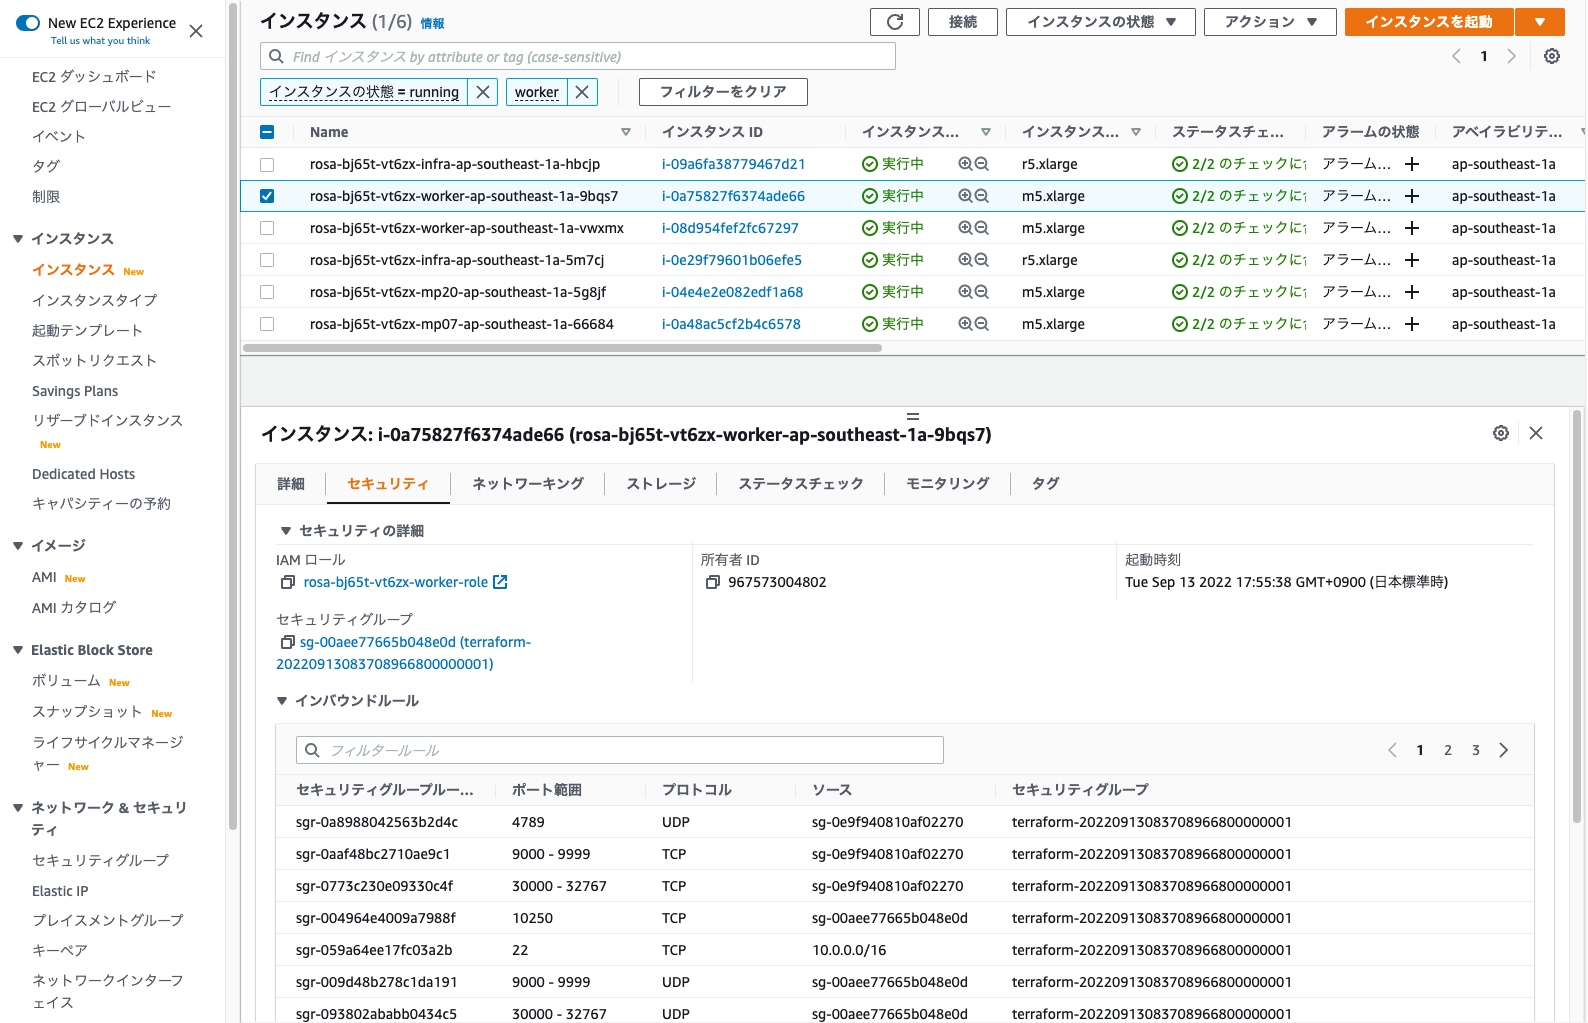 New EC2 Experience
Tell us what you think
EC2 ダッシュボード
EC2 グローバルビュー
イベント
タグ
制限
インスタンス
インスタンス New
インスタンスタイプ
起動テンプレート
スポットリクエスト
Savings Plans
リザーブドインスタンス
New
Dedicated Hosts
キャパシティーの予約
イメージ
AMI New
AMI カタログ
Elastic Block Store
ボリューム New
スナップショット New
ライフサイクルマネージ
ャー New
ネットワーク & セキュリ
ティ
セキュリティグループ
Elastic IP
プレイスメントグループ
キーペア
ネットワークインターフ
ェイス
インスタンス (1/6) 情報
接続
インスタンスの状態
アクション
インスタンスを起動
Find インスタンス by attribute or tag (case-sensitive)
1
インスタンスの状態 = running
worker
フィルターをクリア
Name インスタンス ID インスタンス... インスタンス... ステータスチェ... アラームの状態 アベイラビリテ...
rosa-bj65t-vt6zx-infra-ap-southeast-1a-hbcjp i-09a6fa38779467d21 実行中 r5.xlarge 2/2 のチェックに合 アラーム... + ap-southeast-1a
rosa-bj65t-vt6zx-worker-ap-southeast-1a-9bqs7 i-0a75827f6374ade66 実行中 m5.xlarge 2/2 のチェックに合 アラーム... + ap-southeast-1a
rosa-bj65t-vt6zx-worker-ap-southeast-1a-vwxmx i-08d954fef2fc67297 実行中 m5.xlarge 2/2 のチェックに合 アラーム... + ap-southeast-1a
rosa-bj65t-vt6zx-infra-ap-southeast-1a-5m7cj i-0e29f79601b06efe5 実行中 r5.xlarge 2/2 のチェックに合 アラーム... + ap-southeast-1a
rosa-bj65t-vt6zx-mp20-ap-southeast-1a-5g8jf i-04e4e2e082edf1a68 実行中 m5.xlarge 2/2 のチェックに合 アラーム... + ap-southeast-1a
rosa-bj65t-vt6zx-mp07-ap-southeast-1a-66684 i-0a48ac5cf2b4c6578 実行中 m5.xlarge 2/2 のチェックに合 アラーム... + ap-southeast-1a
インスタンス: i-0a75827f6374ade66 (rosa-bj65t-vt6zx-worker-ap-southeast-1a-9bqs7)
詳細 セキュリティ ネットワーキング ストレージ ステータスチェック モニタリング タグ
セキュリティの詳細
IAM ロール
rosa-bj65t-vt6zx-worker-role
所有者 ID
967573004802
起動時刻
Tue Sep 13 2022 17:55:38 GMT+0900 (日本標準時)
セキュリティグループ
sg-00aee77665b048e0d (terraform-
20220913083708966800000001)
インバウンドルール
フィルタールール
1 2 3
セキュリティグループルー... ポート範囲 プロトコル ソース セキュリティグループ
sgr-0a8988042563b2d4c 4789 UDP sg-0e9f940810af02270 terraform-20220913083708966800000001
sgr-0aaf48bc2710ae9c1 9000 - 9999 TCP sg-0e9f940810af02270 terraform-20220913083708966800000001
sgr-0773c230e09330c4f 30000 - 32767 TCP sg-0e9f940810af02270 terraform-20220913083708966800000001
sgr-004964e4009a7988f 10250 TCP sg-00aee77665b048e0d terraform-20220913083708966800000001
sgr-059a64ee17fc03a2b 22 TCP 10.0.0.0/16 terraform-20220913083708966800000001
sgr-009d48b278c1da191 9000 - 9999 UDP sg-00aee77665b048e0d terraform-20220913083708966800000001
sgr-093802ababb0434c5 30000 - 32767 UDP sg-00aee77665b048e0d terraform-20220913083708966800000001